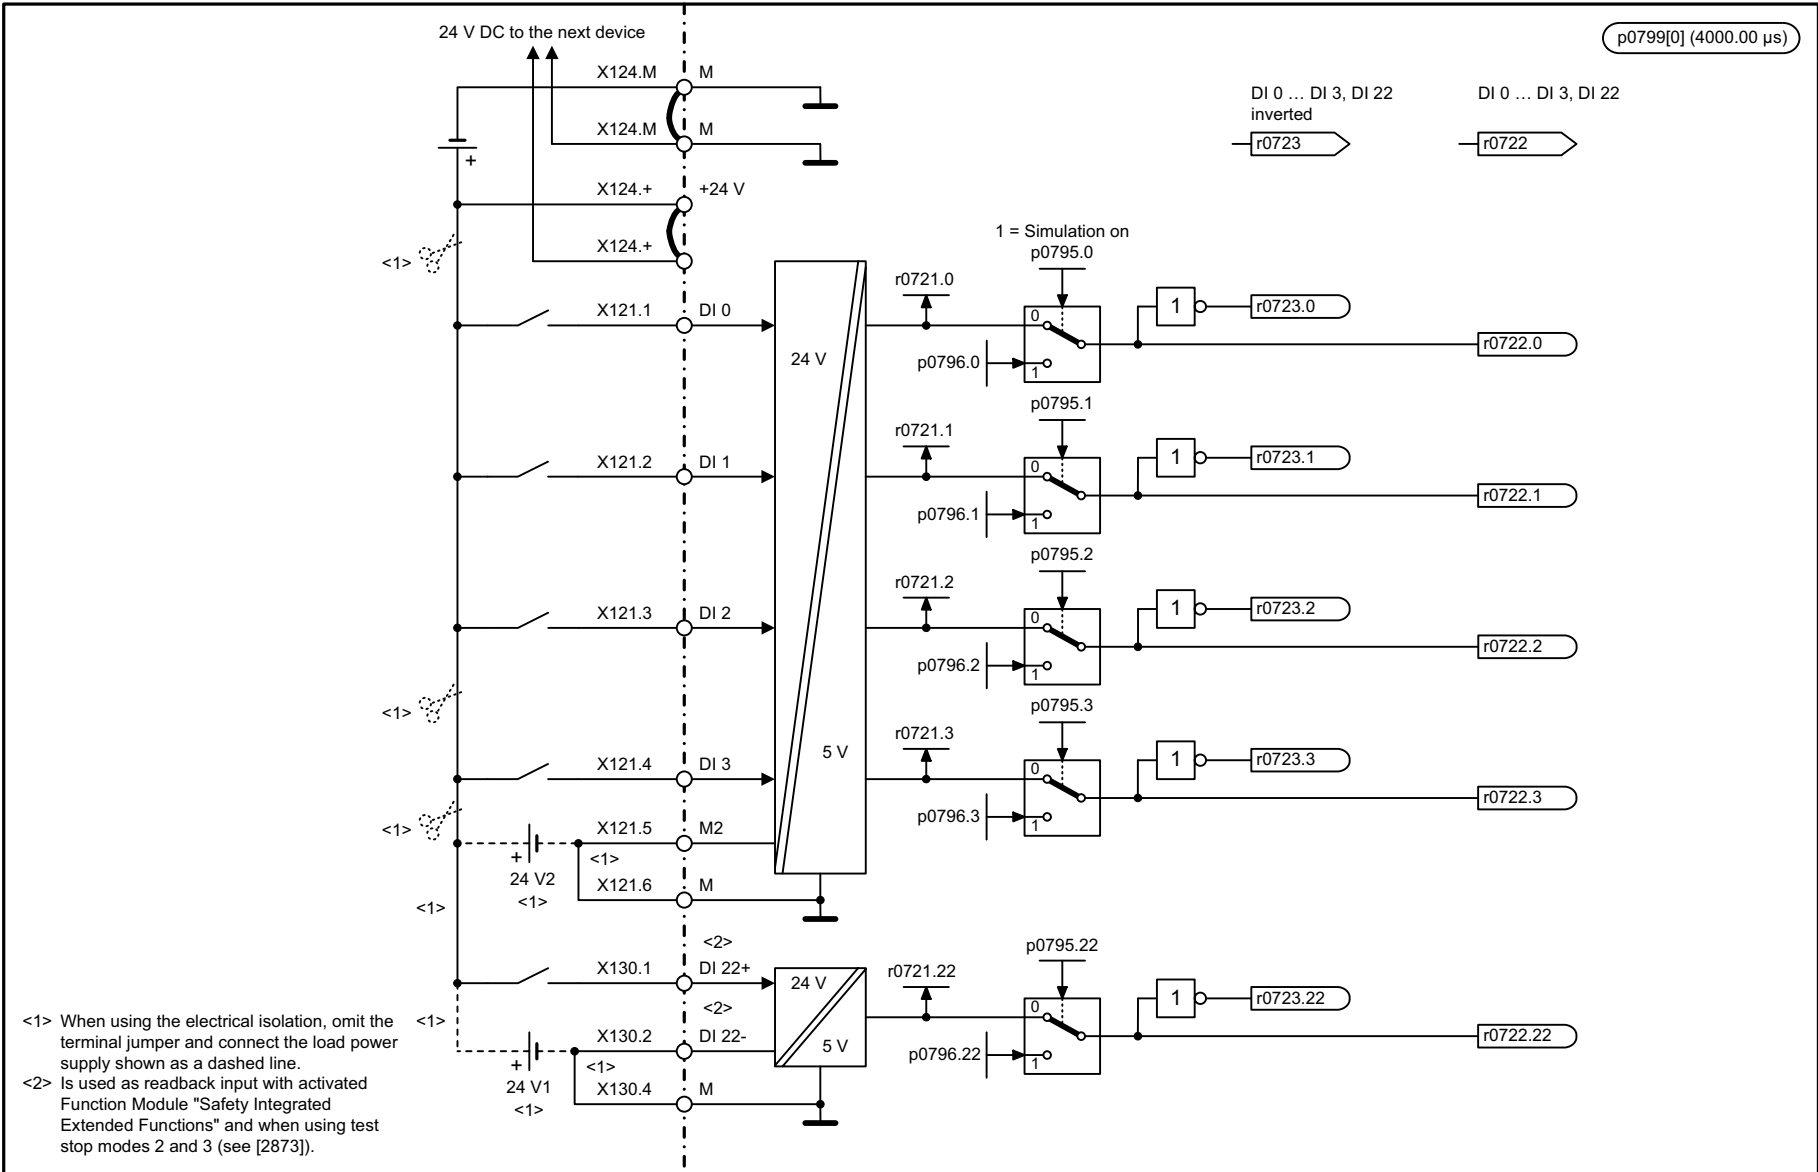 24 V DC to the next device
p0799[0] (4000.00 µs)
X124.M M
DI 0 … DI 3, DI 22
inverted
DI 0 … DI 3, DI 22
X124.M M
r0723
r0722
+
X124.+ +24 V
1 = Simulation on
<1>
X124.+
p0795.0
r0721.0
X121.1 DI 0
0
1
r0723.0
24 V
p0796.0
1
r0722.0
p0795.1
r0721.1
X121.2 DI 1
0
1
r0723.1
p0796.1
1
r0722.1
p0795.2
r0721.2
X121.3 DI 2
0
1
r0723.2
p0796.2
1
r0722.2
<1>
p0795.3
r0721.3
5 V
X121.4 DI 3
0
1
r0723.3
p0796.3
1
r0722.3
<1>
X121.5 M2
+
<1>
24 V2
X121.6 M
<1>
<1>
<2>
p0795.22
X130.1 DI 22+
24 V
r0721.22
0
1
r0723.22
<2>
<1>
X130.2 DI 22-
5 V
p0796.22
1
r0722.22
+
<1>
24 V1
X130.4 M
<1>
<1> When using the electrical isolation, omit the
terminal jumper and connect the load power
supply shown as a dashed line.
<2> Is used as readback input with activated
Function Module "Safety Integrated
Extended Functions" and when using test
stop modes 2 and 3 (see [2873]).